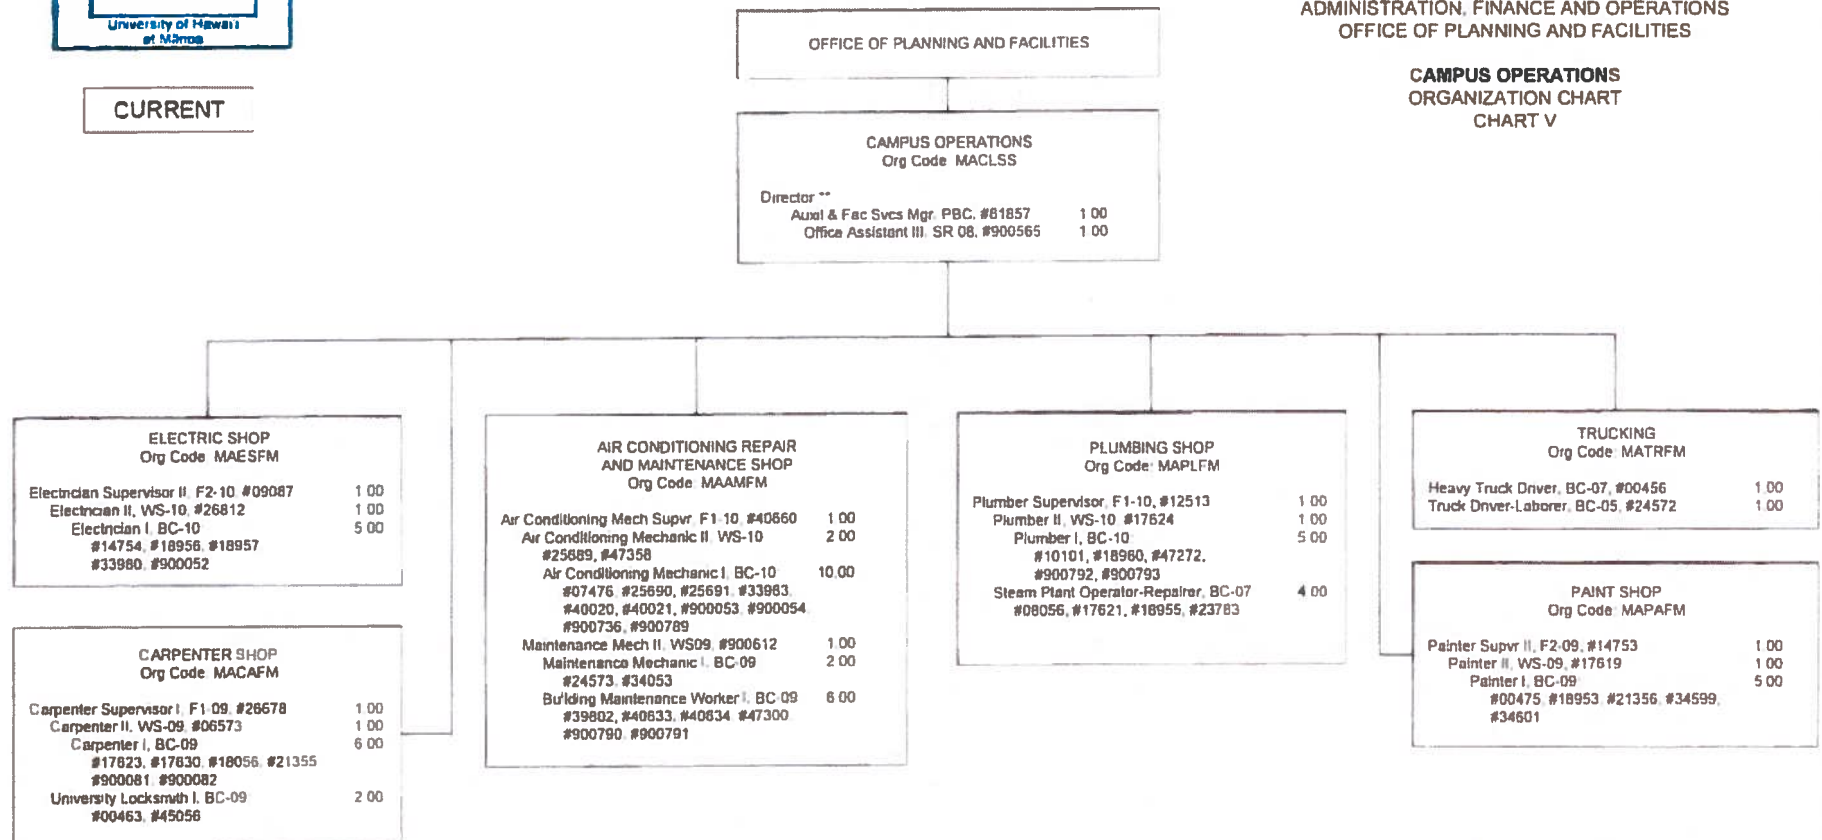 University of Hawaiʻi
at Mānoa
CURRENT
ADMINISTRATION, FINANCE AND OPERATIONS
OFFICE OF PLANNING AND FACILITIES
CAMPUS OPERATIONS
ORGANIZATION CHART
CHART V
OFFICE OF PLANNING AND FACILITIES
CAMPUS OPERATIONS
Org Code MACLSS
Director **
Auxil & Fac Svcs Mgr. PBC, #81857 1 00
Office Assistant III. SR 08, #900565 1 00
ELECTRIC SHOP
Org Code MAESFM
Electrician Supervisor II, F2-10 #09087 1 00
Electrician II, WS-10, #26812 1 00
Electrician I, BC-10 5 00
#14754, #18956, #18957
#33980, #900052
CARPENTER SHOP
Org Code: MACAFM
Carpenter Supervisor I, F1-09, #26678 1 00
Carpenter II, WS-09, #06573 1 00
Carpenter I, BC-09 6 00
#17623, #17630, #18056, #21355
#900081, #900082
University Locksmith I, BC-09 2 00
#00463, #45056
AIR CONDITIONING REPAIR
AND MAINTENANCE SHOP
Org Code: MAAMFM
Air Conditioning Mech Supvr, F1-10, #40660 1 00
Air Conditioning Mechanic II WS-10 2 00
#25689, #47358
Air Conditioning Mechanic I, BC-10 10.00
#07476, #25690, #25691, #33983,
#40020, #40021, #900053, #900054
#900736, #900789
Maintenance Mech II, WS09, #900612 1.00
Maintenance Mechanic I, BC-09 2 00
#24573, #34053
Building Maintenance Worker I, BC-09 6 00
#39802, #40633, #40634 #47300
#900790, #900791
PLUMBING SHOP
Org Code: MAPLFM
Plumber Supervisor, F1-10, #12513 1 00
Plumber II, WS-10 #17624 1 00
Plumber I, BC-10 5 00
#10101, #18960, #47272,
#900792, #900793
Steam Plant Operator-Repairer, BC-07 4 00
#08056, #17621, #18955, #23783
TRUCKING
Org Code: MATRFM
Heavy Truck Driver, BC-07, #00456 1 00
Truck Driver-Laborer, BC-05, #24572 1.00
PAINT SHOP
Org Code: MAPAFM
Painter Supvr II, F2-09, #14753 1 00
Painter II, WS-09, #17619 1 00
Painter I, BC-09 5 00
#00475, #18953 #21356, #34599,
#34601